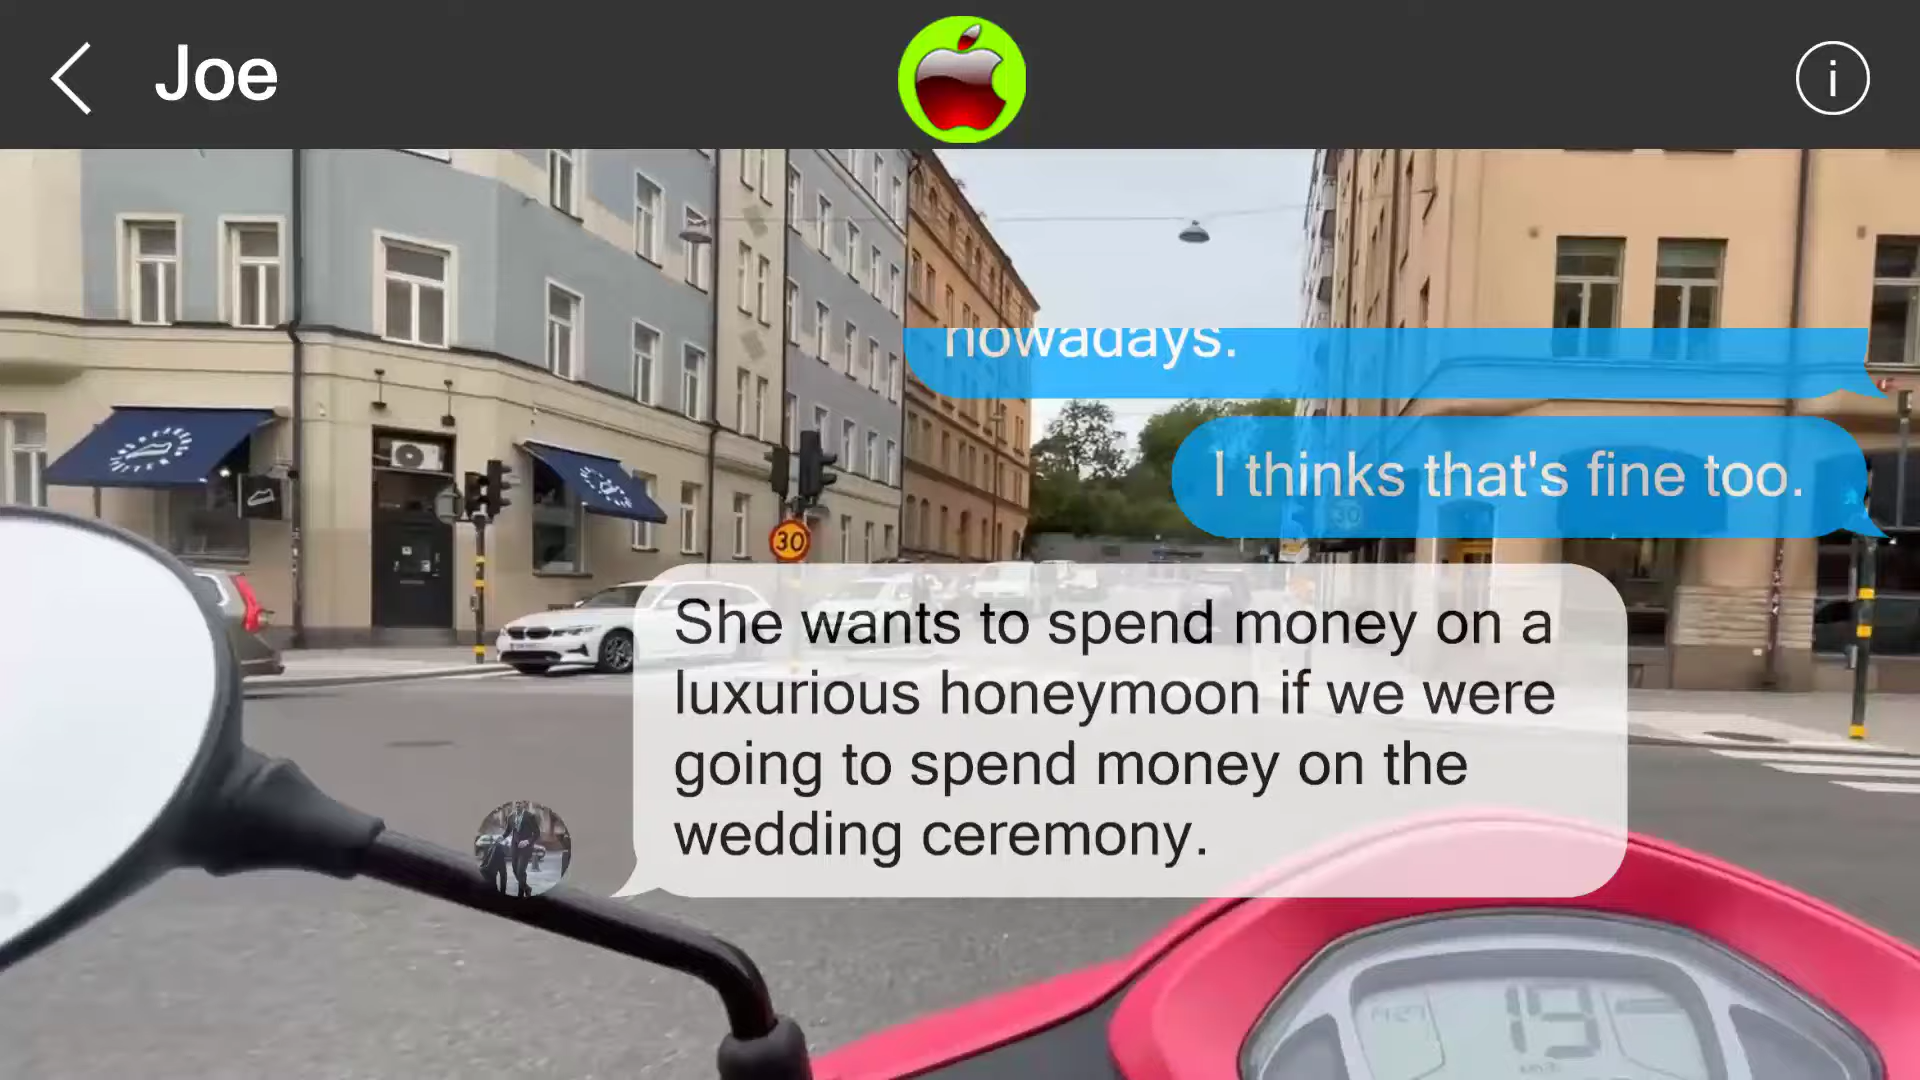 Joe
i
nowadays.
I thinks that's fine too.
30
She wants to spend money on a
luxurious honeymoon if we were
going to spend money on the
wedding ceremony.
19